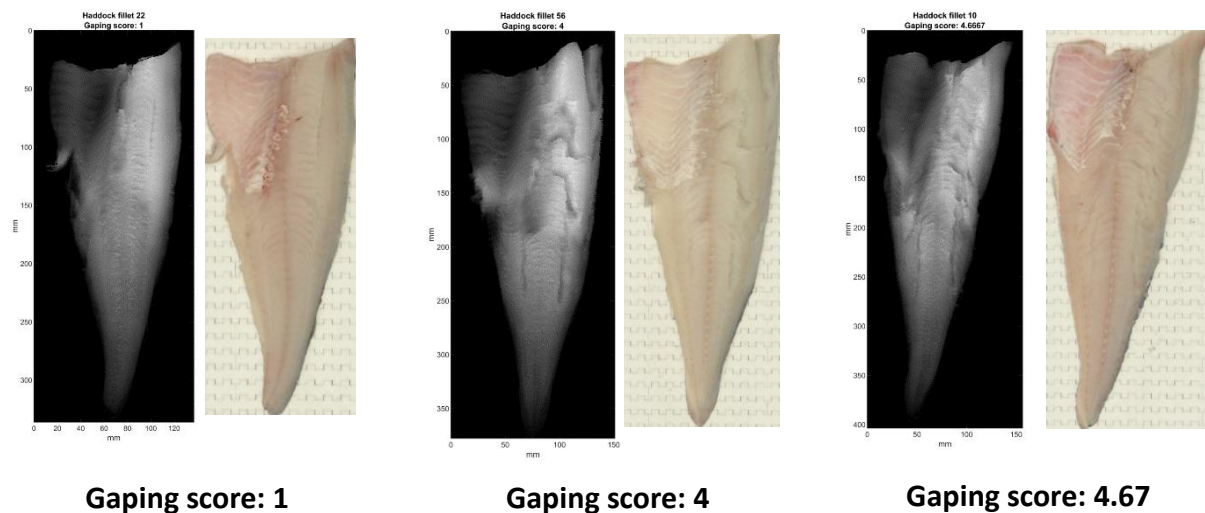 Haddock fillet 22
Gaping score: 1
0
50
100
150
200
250
300
mm
0 20 40 60 80 100 120
mm
Haddock fillet 56
Gaping score: 4
0
50
100
150
200
250
300
350
mm
0 50 100 150
mm
Haddock fillet 10
Gaping score: 4.6667
0
50
100
150
200
250
300
350
400
mm
0 50 100 150
mm
Gaping score: 1
Gaping score: 4
Gaping score: 4.67